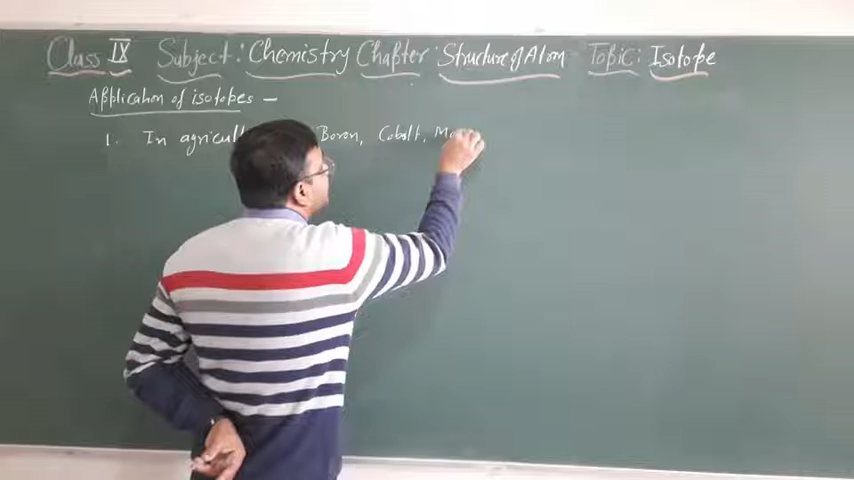 Class IX Subject: Chemistry Chapter: Structure of Atom Topic: Isotope
Application of isotopes -
1. In agricult Boron, Cobalt,